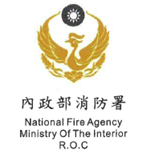 內政部消防署
National Fire Agency
Ministry Of The Interior
R.O.C